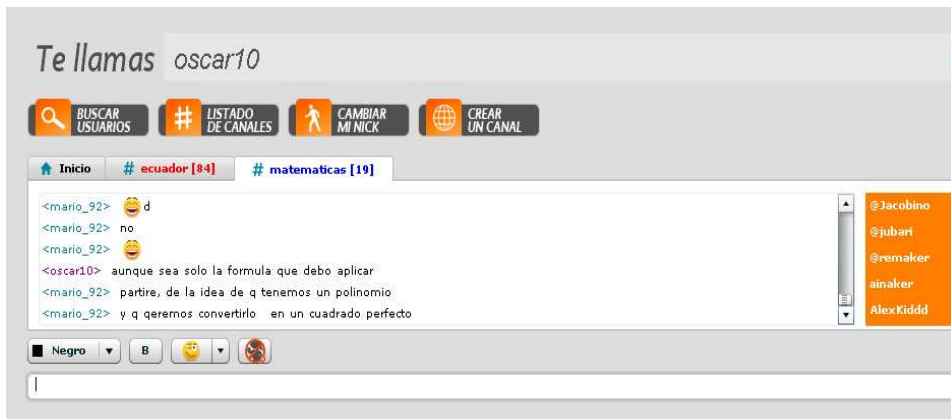 Te llamas oscar10
BUSCAR USUARIOS
LISTADO DE CANALES
CAMBIAR MI NICK
CREAR UN CANAL
Inicio
# ecuador [84]
# matematicas [19]
<mario_92> d
<mario_92> no
<mario_92>
<oscar10> aunque sea solo la formula que debo aplicar
<mario_92> partire, de la idea de q tenemos un polinomio
<mario_92> y q qeremos convertirlo en un cuadrado perfecto
@Jacobino
@jubari
@remaker
ainaker
AlexKiddd
Negro
B